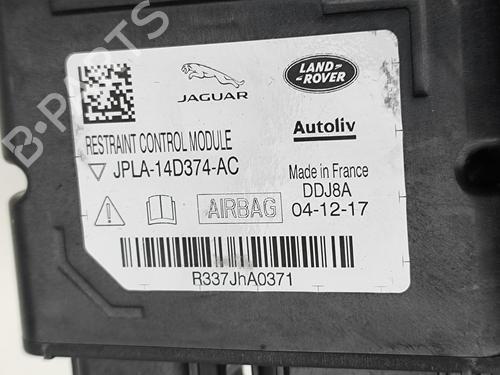 JAGUAR
LAND ROVER
RESTRAINT CONTROL MODULE
Autoliv
JPLA-14D374-AC
Made in France
DDJ8A
AIRBAG
04-12-17
R337JhA0371
B-PARTS